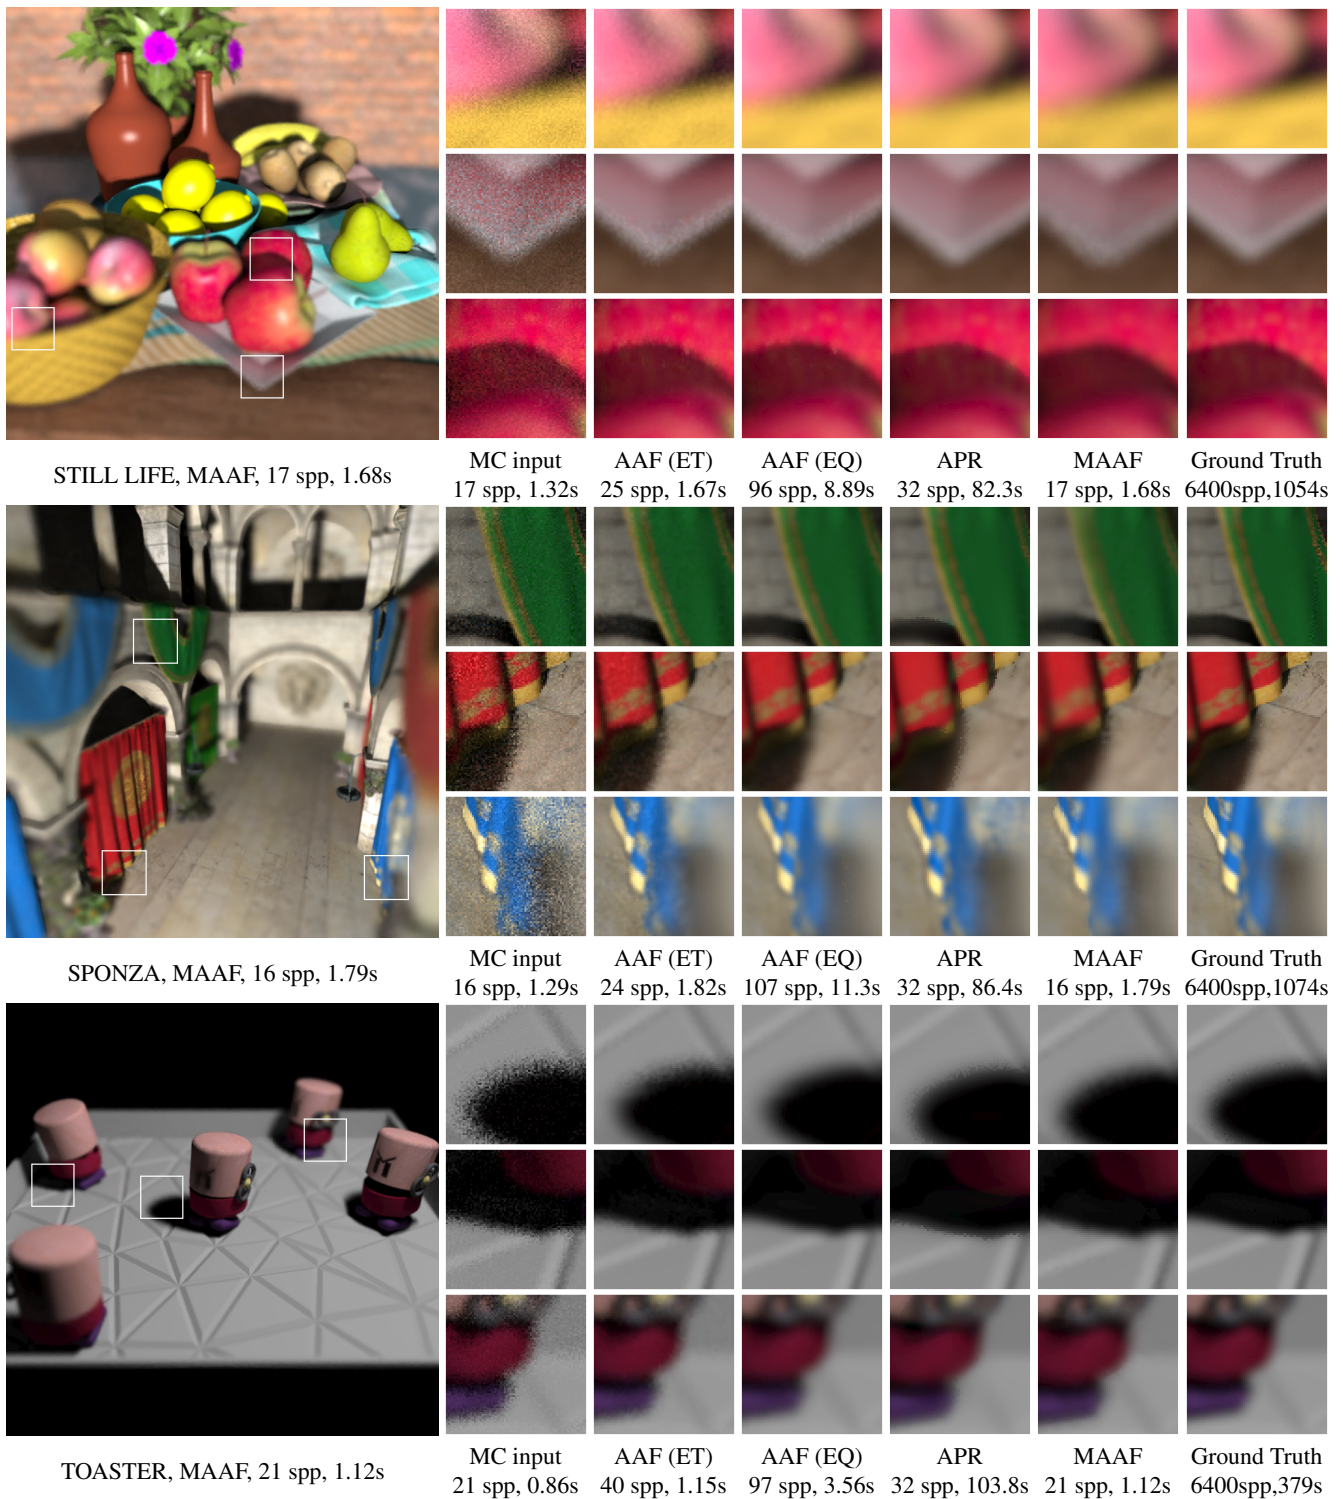 STILL LIFE, MAAF, 17 spp, 1.68s
MC input
17 spp, 1.32s
AAF (ET)
25 spp, 1.67s
AAF (EQ)
96 spp, 8.89s
APR
32 spp, 82.3s
MAAF
17 spp, 1.68s
Ground Truth
6400spp,1054s
SPONZA, MAAF, 16 spp, 1.79s
MC input
16 spp, 1.29s
AAF (ET)
24 spp, 1.82s
AAF (EQ)
107 spp, 11.3s
APR
32 spp, 86.4s
MAAF
16 spp, 1.79s
Ground Truth
6400spp,1074s
TOASTER, MAAF, 21 spp, 1.12s
MC input
21 spp, 0.86s
AAF (ET)
40 spp, 1.15s
AAF (EQ)
97 spp, 3.56s
APR
32 spp, 103.8s
MAAF
21 spp, 1.12s
Ground Truth
6400spp,379s